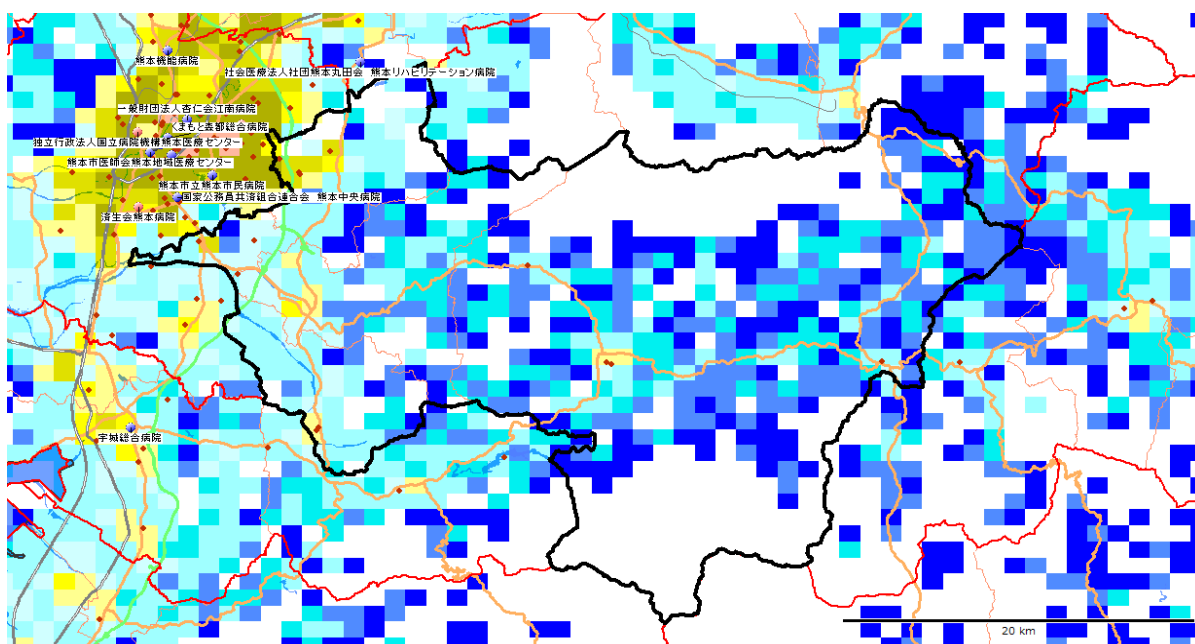 熊本機能病院
社会医療法人社団熊本丸田会 熊本リハビリテーション病院
一般財団法人杏仁会江南病院
くまもと森都総合病院
独立行政法人国立病院機構熊本医療センター
熊本市医師会熊本地域医療センター
熊本市立熊本市民病院
国家公務員共済組合連合会 熊本中央病院
済生会熊本病院
宇城総合病院
20 km